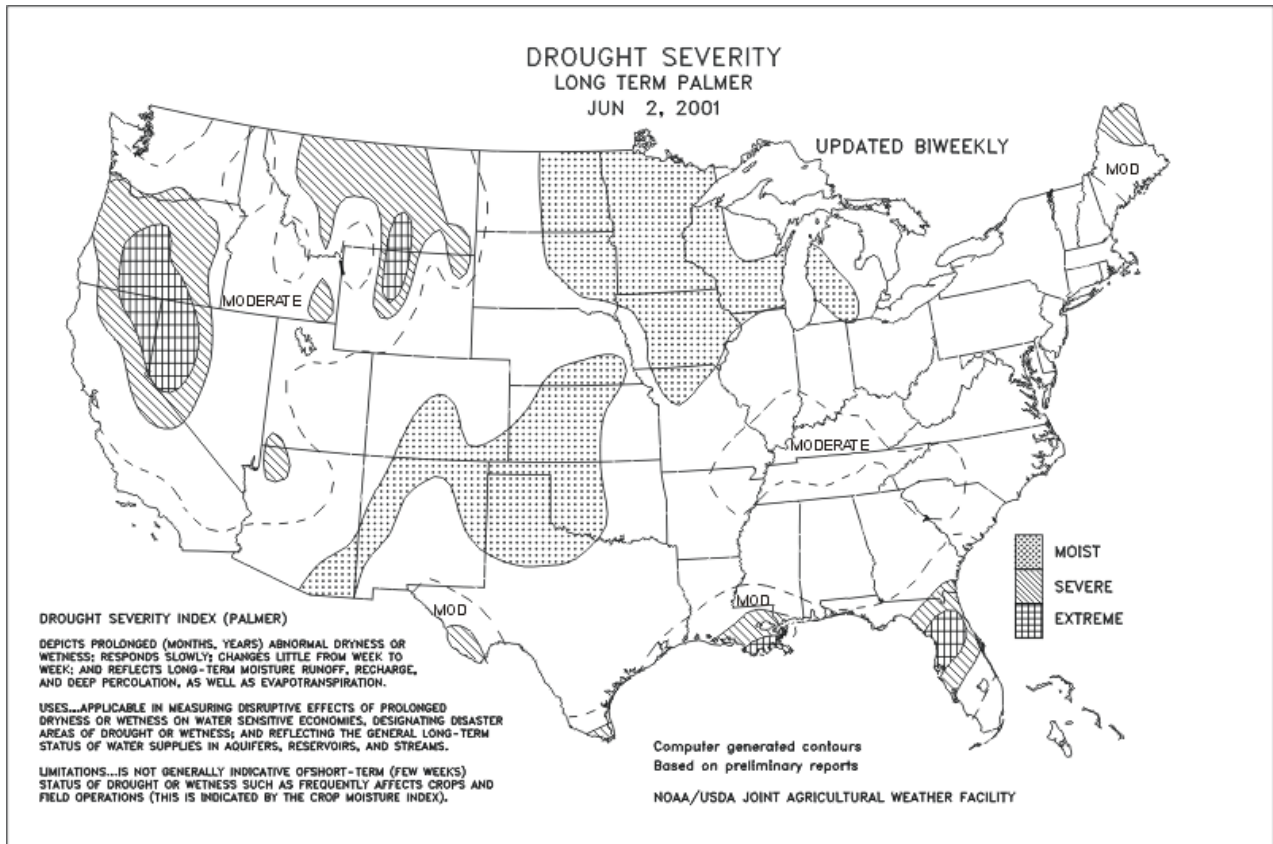 DROUGHT SEVERITY
LONG TERM PALMER
JUN 2, 2001
UPDATED BIWEEKLY
MOD
MODERATE
MODERATE
MOD
MOD
MOIST
SEVERE
EXTREME
DROUGHT SEVERITY INDEX (PALMER)
DEPICTS PROLONGED (MONTHS, YEARS) ABNORMAL DRYNESS OR
WETNESS; RESPONDS SLOWLY; CHANGES LITTLE FROM WEEK TO
WEEK; AND REFLECTS LONG-TERM MOISTURE RUNOFF, RECHARGE,
AND DEEP PERCOLATION, AS WELL AS EVAPOTRANSPIRATION.
USES...APPLICABLE IN MEASURING DISRUPTIVE EFFECTS OF PROLONGED
DRYNESS OR WETNESS ON WATER SENSITIVE ECONOMIES, DESIGNATING DISASTER
AREAS OF DROUGHT OR WETNESS; AND REFLECTING THE GENERAL LONG-TERM
STATUS OF WATER SUPPLIES IN AQUIFERS, RESERVOIRS, AND STREAMS.
LIMITATIONS...IS NOT GENERALLY INDICATIVE OFSHORT-TERM (FEW WEEKS)
STATUS OF DROUGHT OR WETNESS SUCH AS FREQUENTLY AFFECTS CROPS AND
FIELD OPERATIONS (THIS IS INDICATED BY THE CROP MOISTURE INDEX).
Computer generated contours
Based on preliminary reports
NOAA/USDA JOINT AGRICULTURAL WEATHER FACILITY